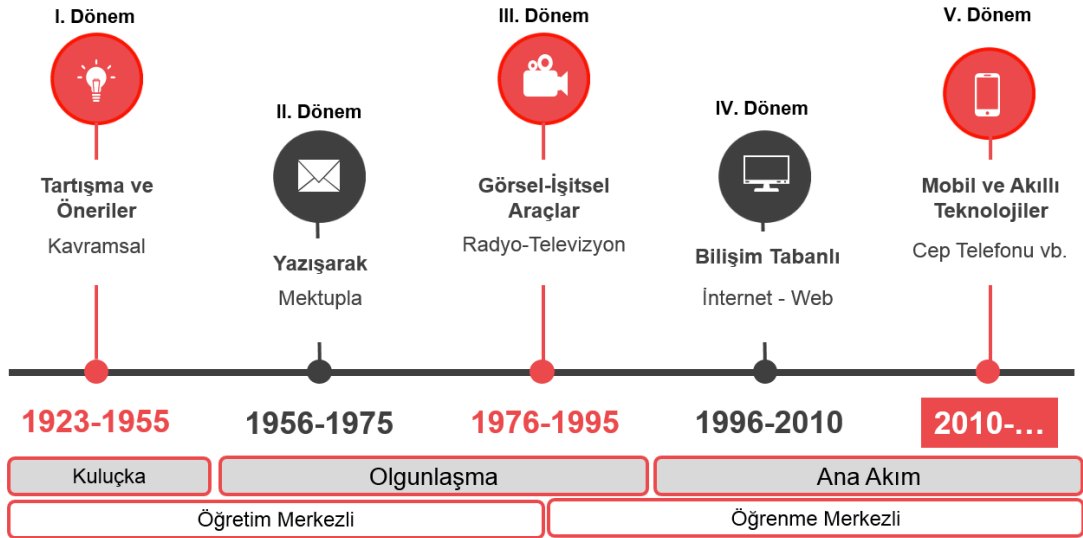 I. Dönem
Tartışma ve
Öneriler
Kavramsal
1923-1955
II. Dönem
Yazışarak
Mektupla
1956-1975
III. Dönem
Görsel-İşitsel
Araçlar
Radyo-Televizyon
1976-1995
IV. Dönem
Bilişim Tabanlı
İnternet - Web
1996-2010
V. Dönem
Mobil ve Akıllı
Teknolojiler
Cep Telefonu vb.
2010-...
Kuluçka
Olgunlaşma
Ana Akım
Öğretim Merkezli
Öğrenme Merkezli